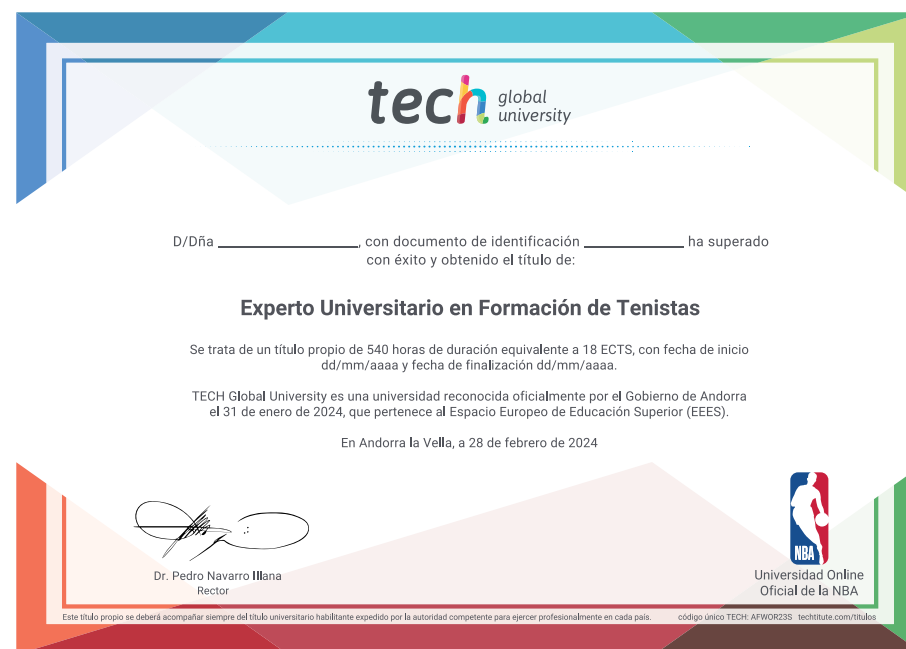 tech global university
D/Dña ________________, con documento de identificación ____________ ha superado
con éxito y obtenido el título de:
Experto Universitario en Formación de Tenistas
Se trata de un título propio de 540 horas de duración equivalente a 18 ECTS, con fecha de inicio
dd/mm/aaaa y fecha de finalización dd/mm/aaaa.
TECH Global University es una universidad reconocida oficialmente por el Gobierno de Andorra
el 31 de enero de 2024, que pertenece al Espacio Europeo de Educación Superior (EEES).
En Andorra la Vella, a 28 de febrero de 2024
Dr. Pedro Navarro Illana
Rector
NBA
Universidad Online
Oficial de la NBA
Este título propio se deberá acompañar siempre del título universitario habilitante expedido por la autoridad competente para ejercer profesionalmente en cada país. código único TECH: AFWOR23S techtitute.com/titulos